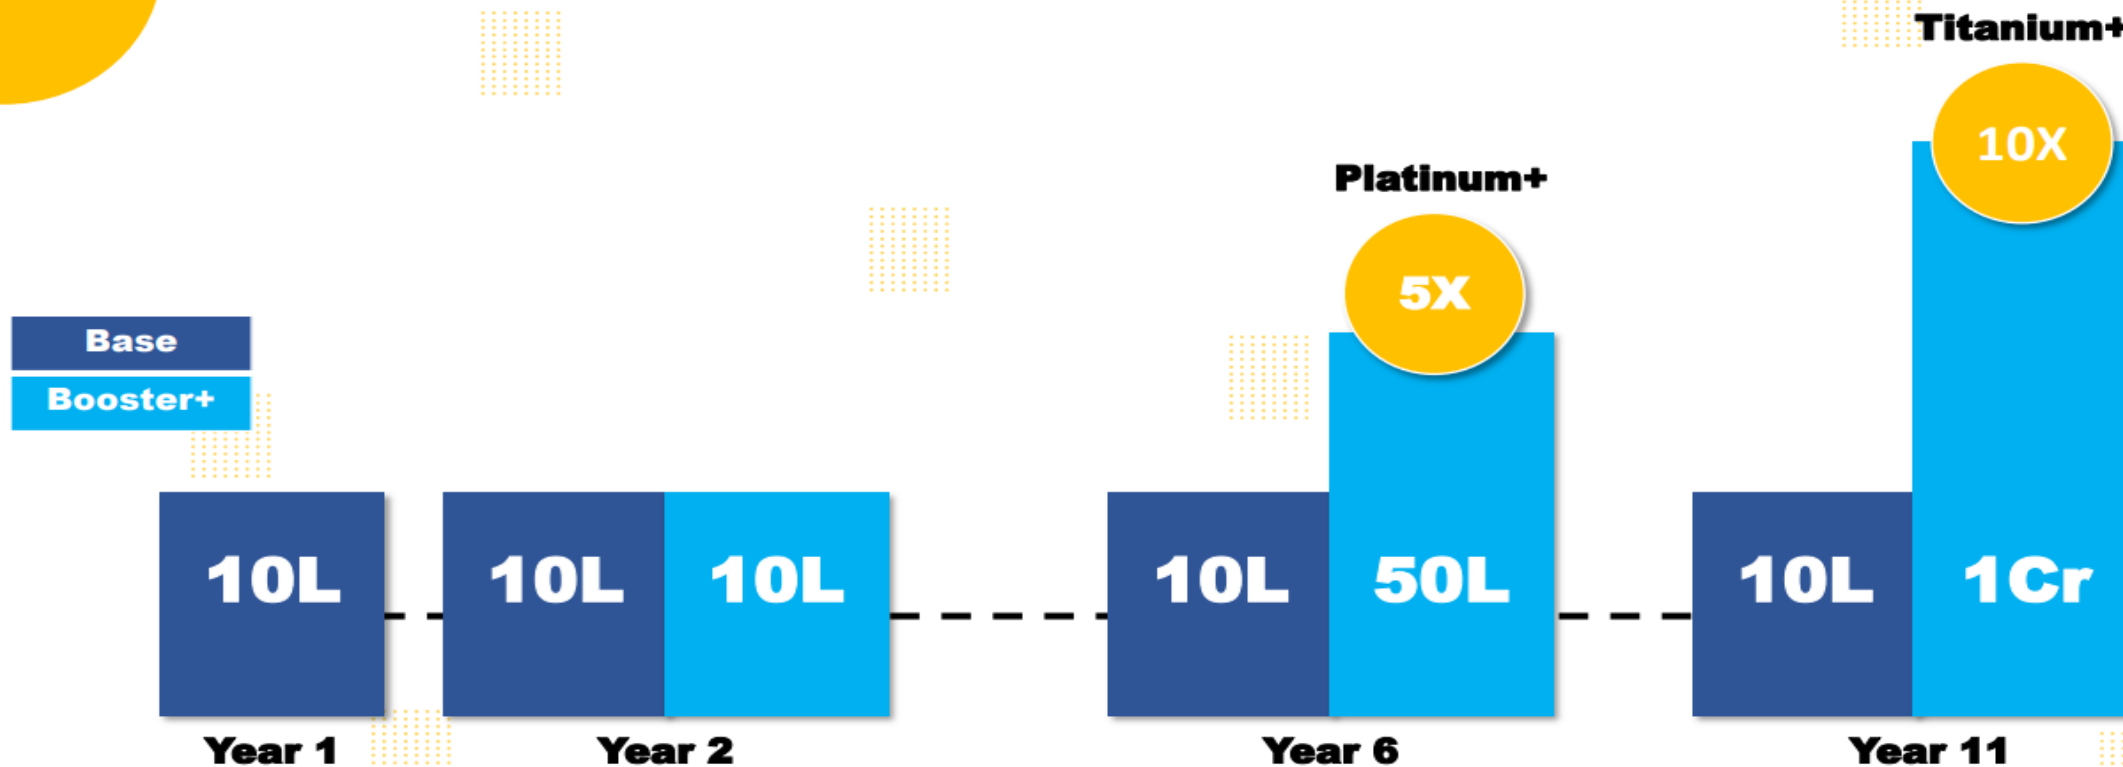 Titanium+
10X
Platinum+
5X
Base
Booster+
10L
10L 10L
10L 50L
10L 1Cr
Year 1
Year 2
Year 6
Year 11